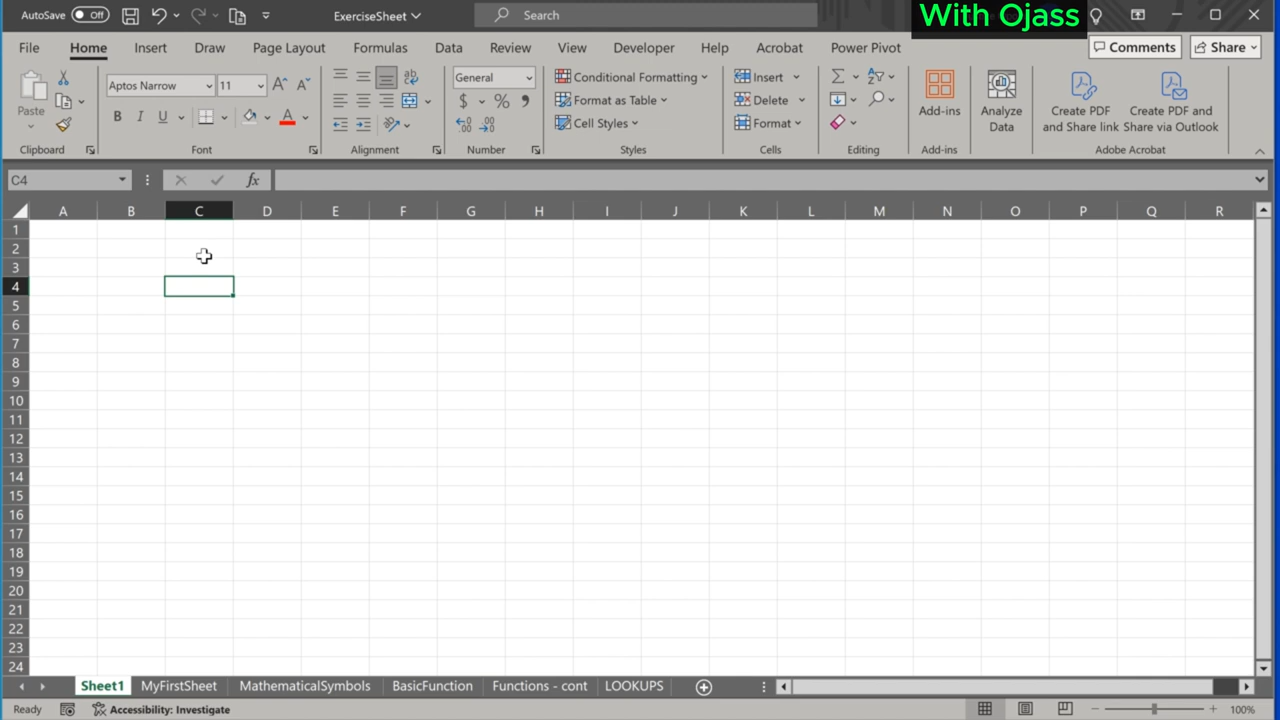 AutoSave Off ExerciseSheet Search With Ojass
File Home Insert Draw Page Layout Formulas Data Review View Developer Help Acrobat Power Pivot Comments Share
Paste
Clipboard
Aptos Narrow 11
B I U A
Font
Alignment
General
$ % 9
Number
Conditional Formatting
Format as Table
Cell Styles
Styles
Insert
Delete
Format
Cells
Editing
Add-ins
Add-ins
Analyze
Data
Create PDF
and Share link
Create PDF and
Share via Outlook
Adobe Acrobat
C4 fx
A B C D E F G H I J K L M N O P Q R
1
2
3
4
5
6
7
8
9
10
11
12
13
14
15
16
17
18
19
20
21
22
23
24
Sheet1 MyFirstSheet MathematicalSymbols BasicFunction Functions - cont LOOKUPS
Ready Accessibility: Investigate 100%